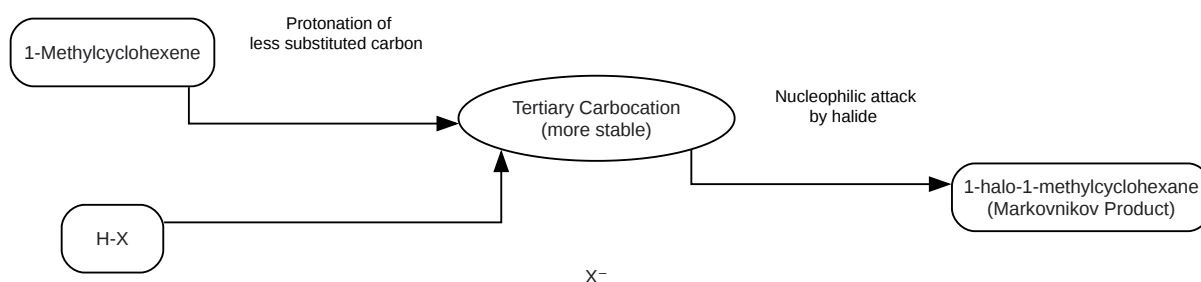 Protonation of
less substituted carbon
1-Methylcyclohexene
Tertiary Carbocation
(more stable)
Nucleophilic attack
by halide
1-halo-1-methylcyclohexane
(Markovnikov Product)
H-X
X⁻